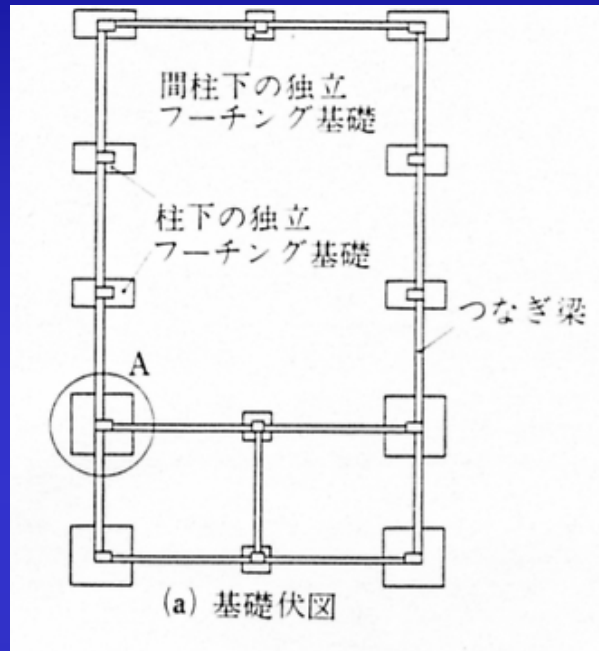 間柱下の独立
フーチング基礎
柱下の独立
フーチング基礎
つなぎ梁
A
(a) 基礎伏図